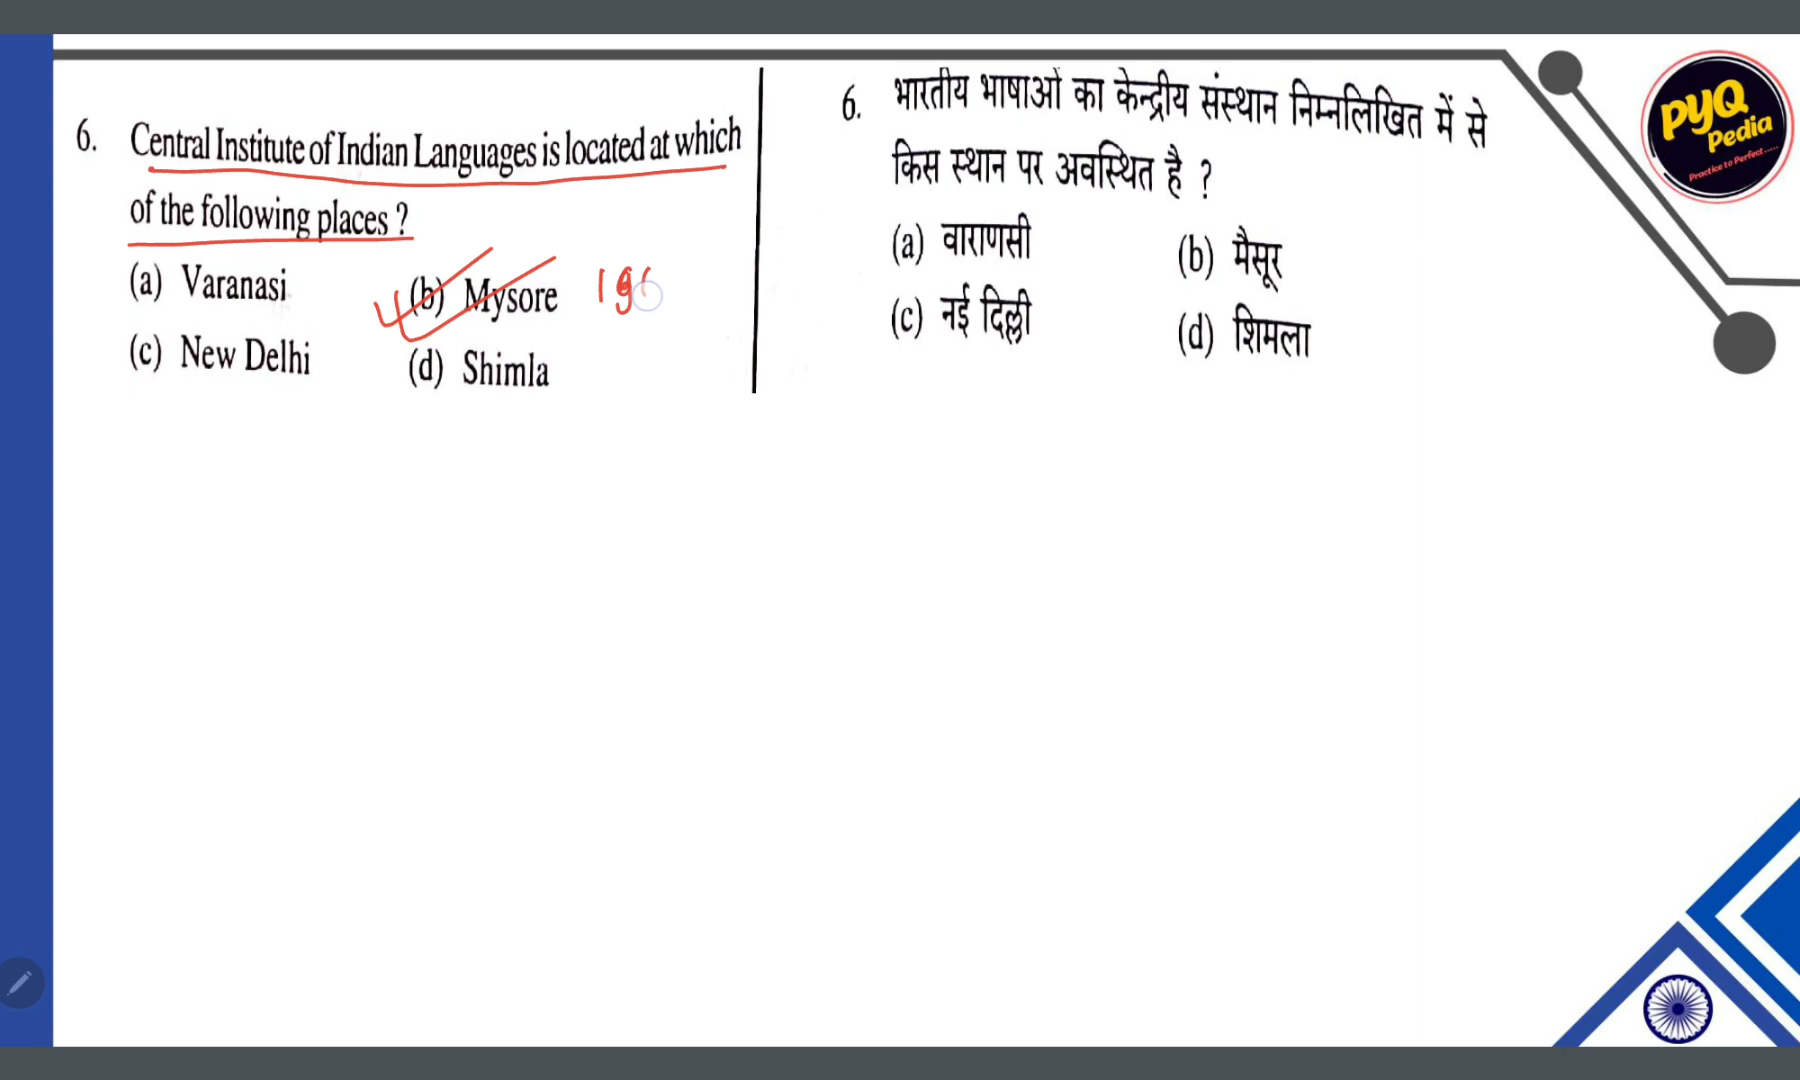 6. Central Institute of Indian Languages is located at which
of the following places ?
(a) Varanasi (b) Mysore
(c) New Delhi (d) Shimla
6. भारतीय भाषाओं का केन्द्रीय संस्थान निम्नलिखित में से
किस स्थान पर अवस्थित है ?
(a) वाराणसी (b) मैसूर
(c) नई दिल्ली (d) शिमला
PYQ
Pedia
Practice to Perfect.....